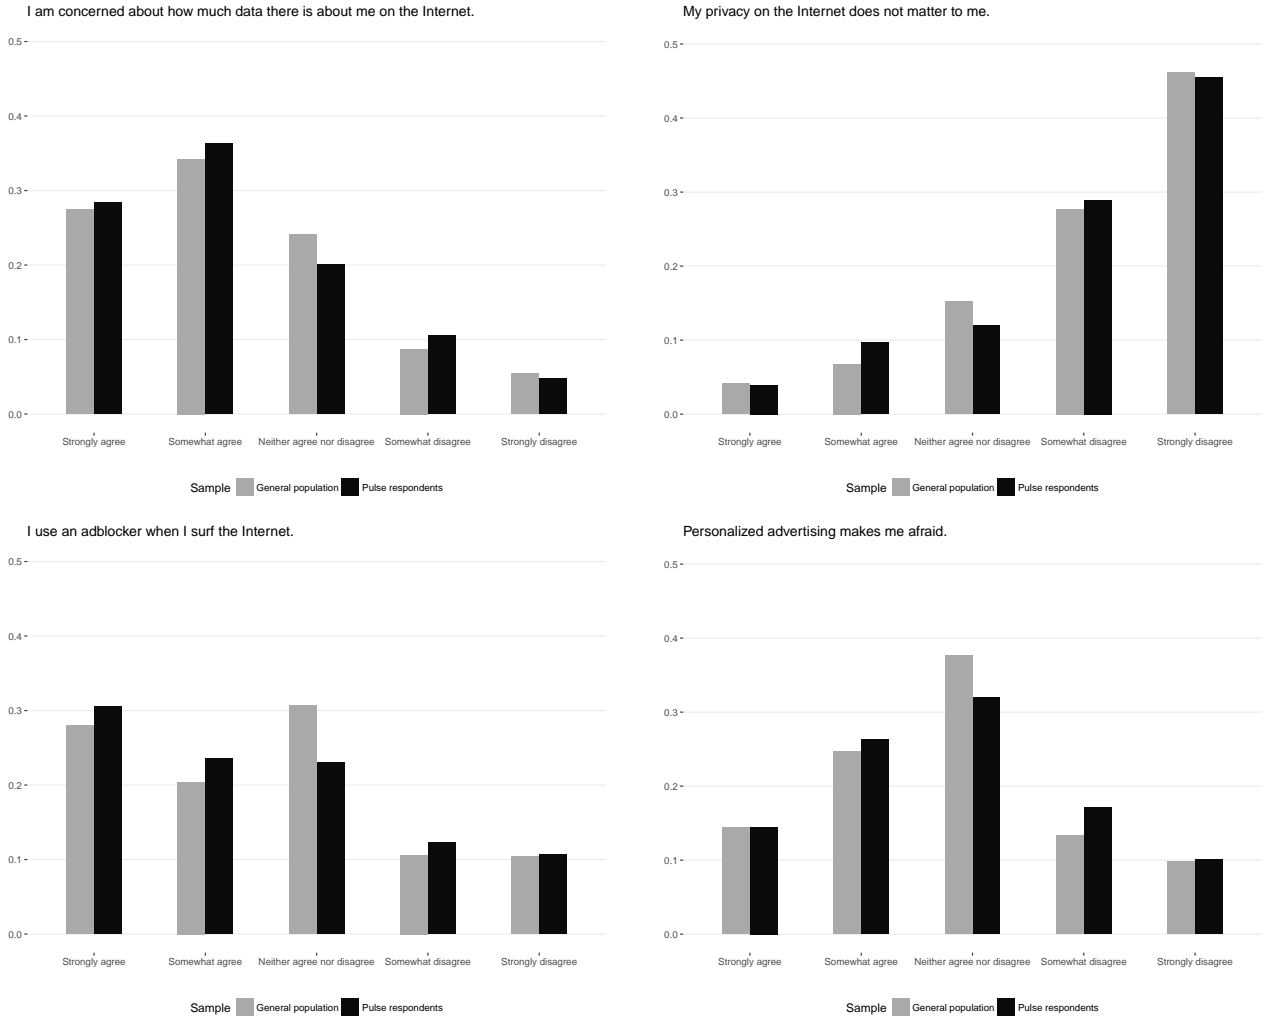 I am concerned about how much data there is about me on the Internet.
0.5
0.4
0.3
0.2
0.1
0.0
Strongly agree Somewhat agree Neither agree nor disagree Somewhat disagree Strongly disagree
Sample General population Pulse respondents
My privacy on the Internet does not matter to me.
0.5
0.4
0.3
0.2
0.1
0.0
Strongly agree Somewhat agree Neither agree nor disagree Somewhat disagree Strongly disagree
Sample General population Pulse respondents
I use an adblocker when I surf the Internet.
0.5
0.4
0.3
0.2
0.1
0.0
Strongly agree Somewhat agree Neither agree nor disagree Somewhat disagree Strongly disagree
Sample General population Pulse respondents
Personalized advertising makes me afraid.
0.5
0.4
0.3
0.2
0.1
0.0
Strongly agree Somewhat agree Neither agree nor disagree Somewhat disagree Strongly disagree
Sample General population Pulse respondents